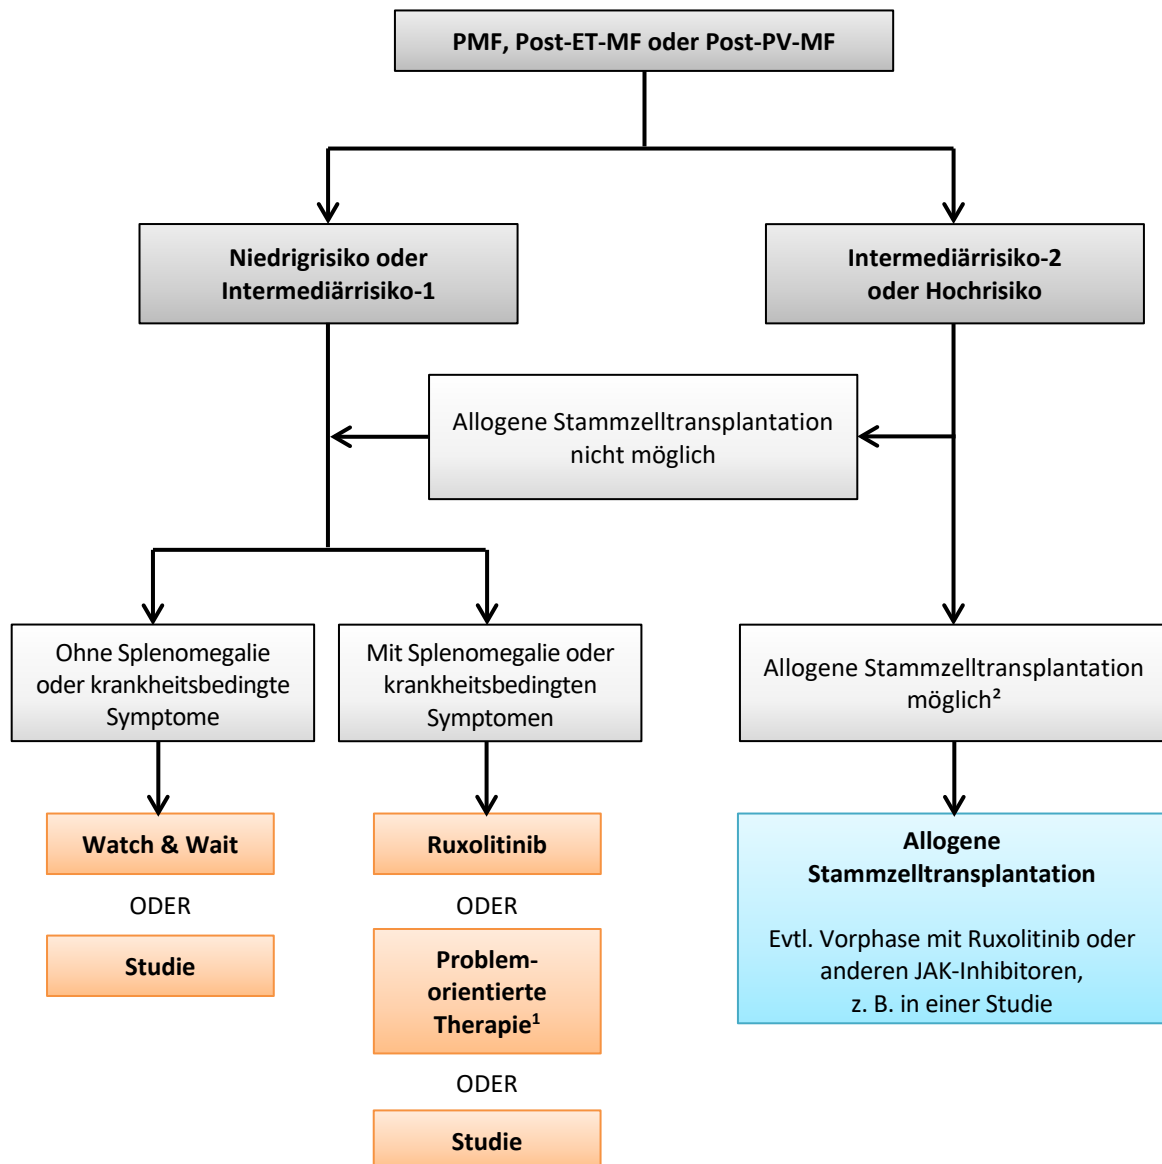 PMF, Post-ET-MF oder Post-PV-MF
Niedrigrisiko oder
Intermediärrisiko-1
Intermediärrisiko-2
oder Hochrisiko
Allogene Stammzelltransplantation
nicht möglich
Ohne Splenomegalie
oder krankheitsbedingte
Symptome
Mit Splenomegalie oder
krankheitsbedingten
Symptomen
Allogene Stammzelltransplantation
möglich²
Watch & Wait
ODER
Studie
Ruxolitinib
ODER
Problem-
orientierte
Therapie¹
ODER
Studie
Allogene
Stammzelltransplantation
Evtl. Vorphase mit Ruxolitinib oder
anderen JAK-Inhibitoren,
z. B. in einer Studie